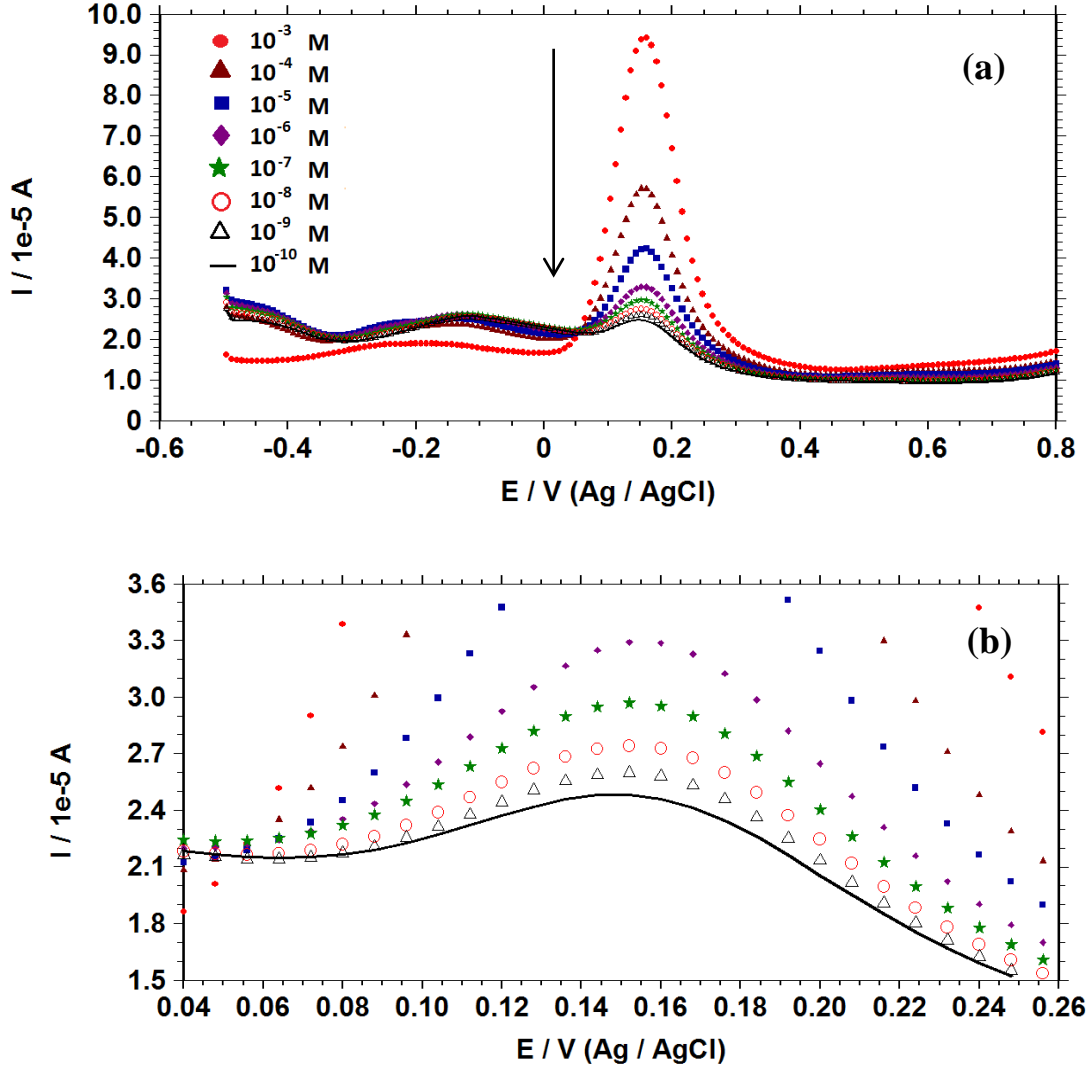 10.0
9.0
8.0
7.0
6.0
5.0
4.0
3.0
2.0
1.0
0
I / 1e-5 A
10⁻³ M
10⁻⁴ M
10⁻⁵ M
10⁻⁶ M
10⁻⁷ M
10⁻⁸ M
10⁻⁹ M
10⁻¹⁰ M
(a)
-0.6 -0.4 -0.2 0 0.2 0.4 0.6 0.8
E / V (Ag / AgCl)
3.6
3.3
3.0
2.7
2.4
2.1
1.8
1.5
I / 1e-5 A
(b)
0.04 0.06 0.08 0.10 0.12 0.14 0.16 0.18 0.20 0.22 0.24 0.26
E / V (Ag / AgCl)